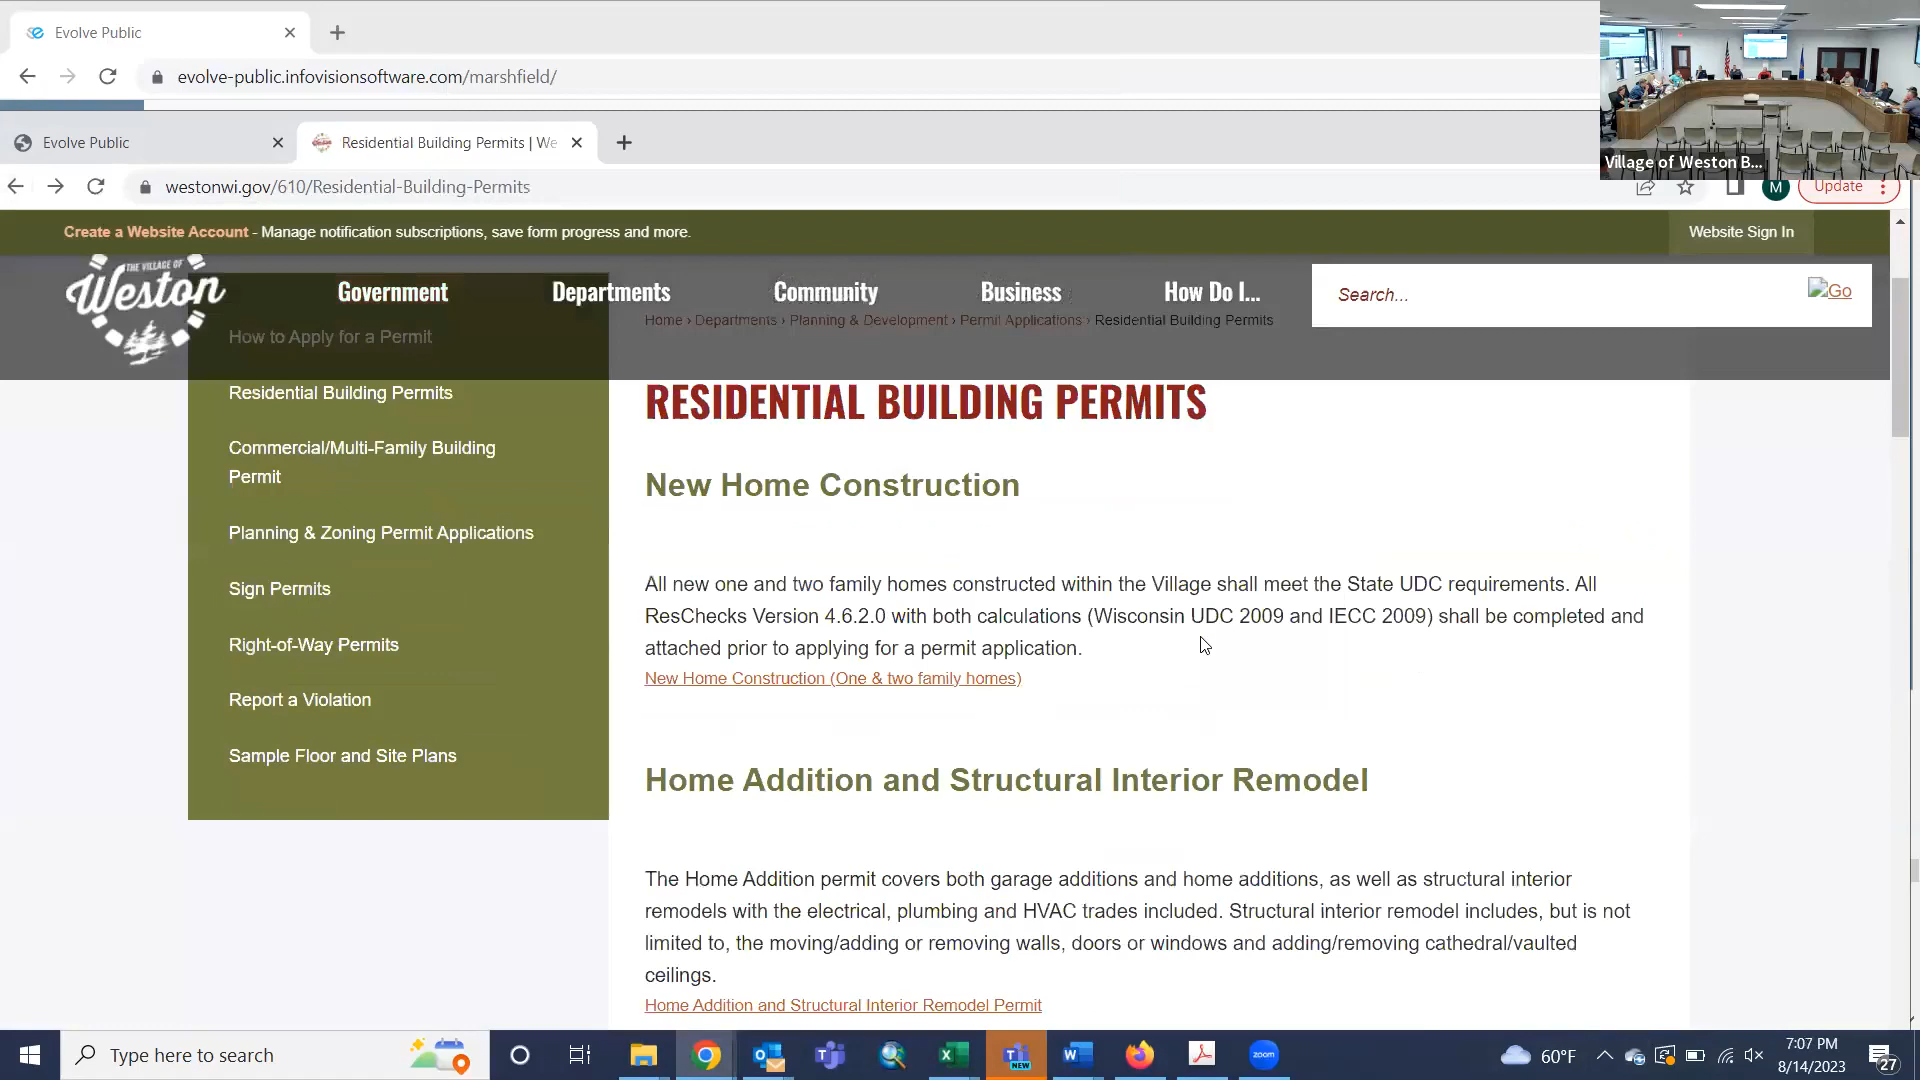 Evolve Public
evolve-public.infovisionsoftware.com/marshfield/
Village of Weston B...
Evolve Public
Residential Building Permits | We
westonwi.gov/610/Residential-Building-Permits
M
Update
Create a Website Account - Manage notification subscriptions, save form progress and more.
Website Sign In
THE VILLAGE OF
Weston
Government
Departments
Community
Business
How Do I...
Search...
Go
Home › Departments › Planning & Development › Permit Applications › Residential Building Permits
How to Apply for a Permit
Residential Building Permits
Commercial/Multi-Family Building
Permit
Planning & Zoning Permit Applications
Sign Permits
Right-of-Way Permits
Report a Violation
Sample Floor and Site Plans
RESIDENTIAL BUILDING PERMITS
New Home Construction
All new one and two family homes constructed within the Village shall meet the State UDC requirements. All
ResChecks Version 4.6.2.0 with both calculations (Wisconsin UDC 2009 and IECC 2009) shall be completed and
attached prior to applying for a permit application.
New Home Construction (One & two family homes)
Home Addition and Structural Interior Remodel
The Home Addition permit covers both garage additions and home additions, as well as structural interior
remodels with the electrical, plumbing and HVAC trades included. Structural interior remodel includes, but is not
limited to, the moving/adding or removing walls, doors or windows and adding/removing cathedral/vaulted
ceilings.
Home Addition and Structural Interior Remodel Permit
Type here to search
NEW
zoom
60°F
7:07 PM
8/14/2023
27